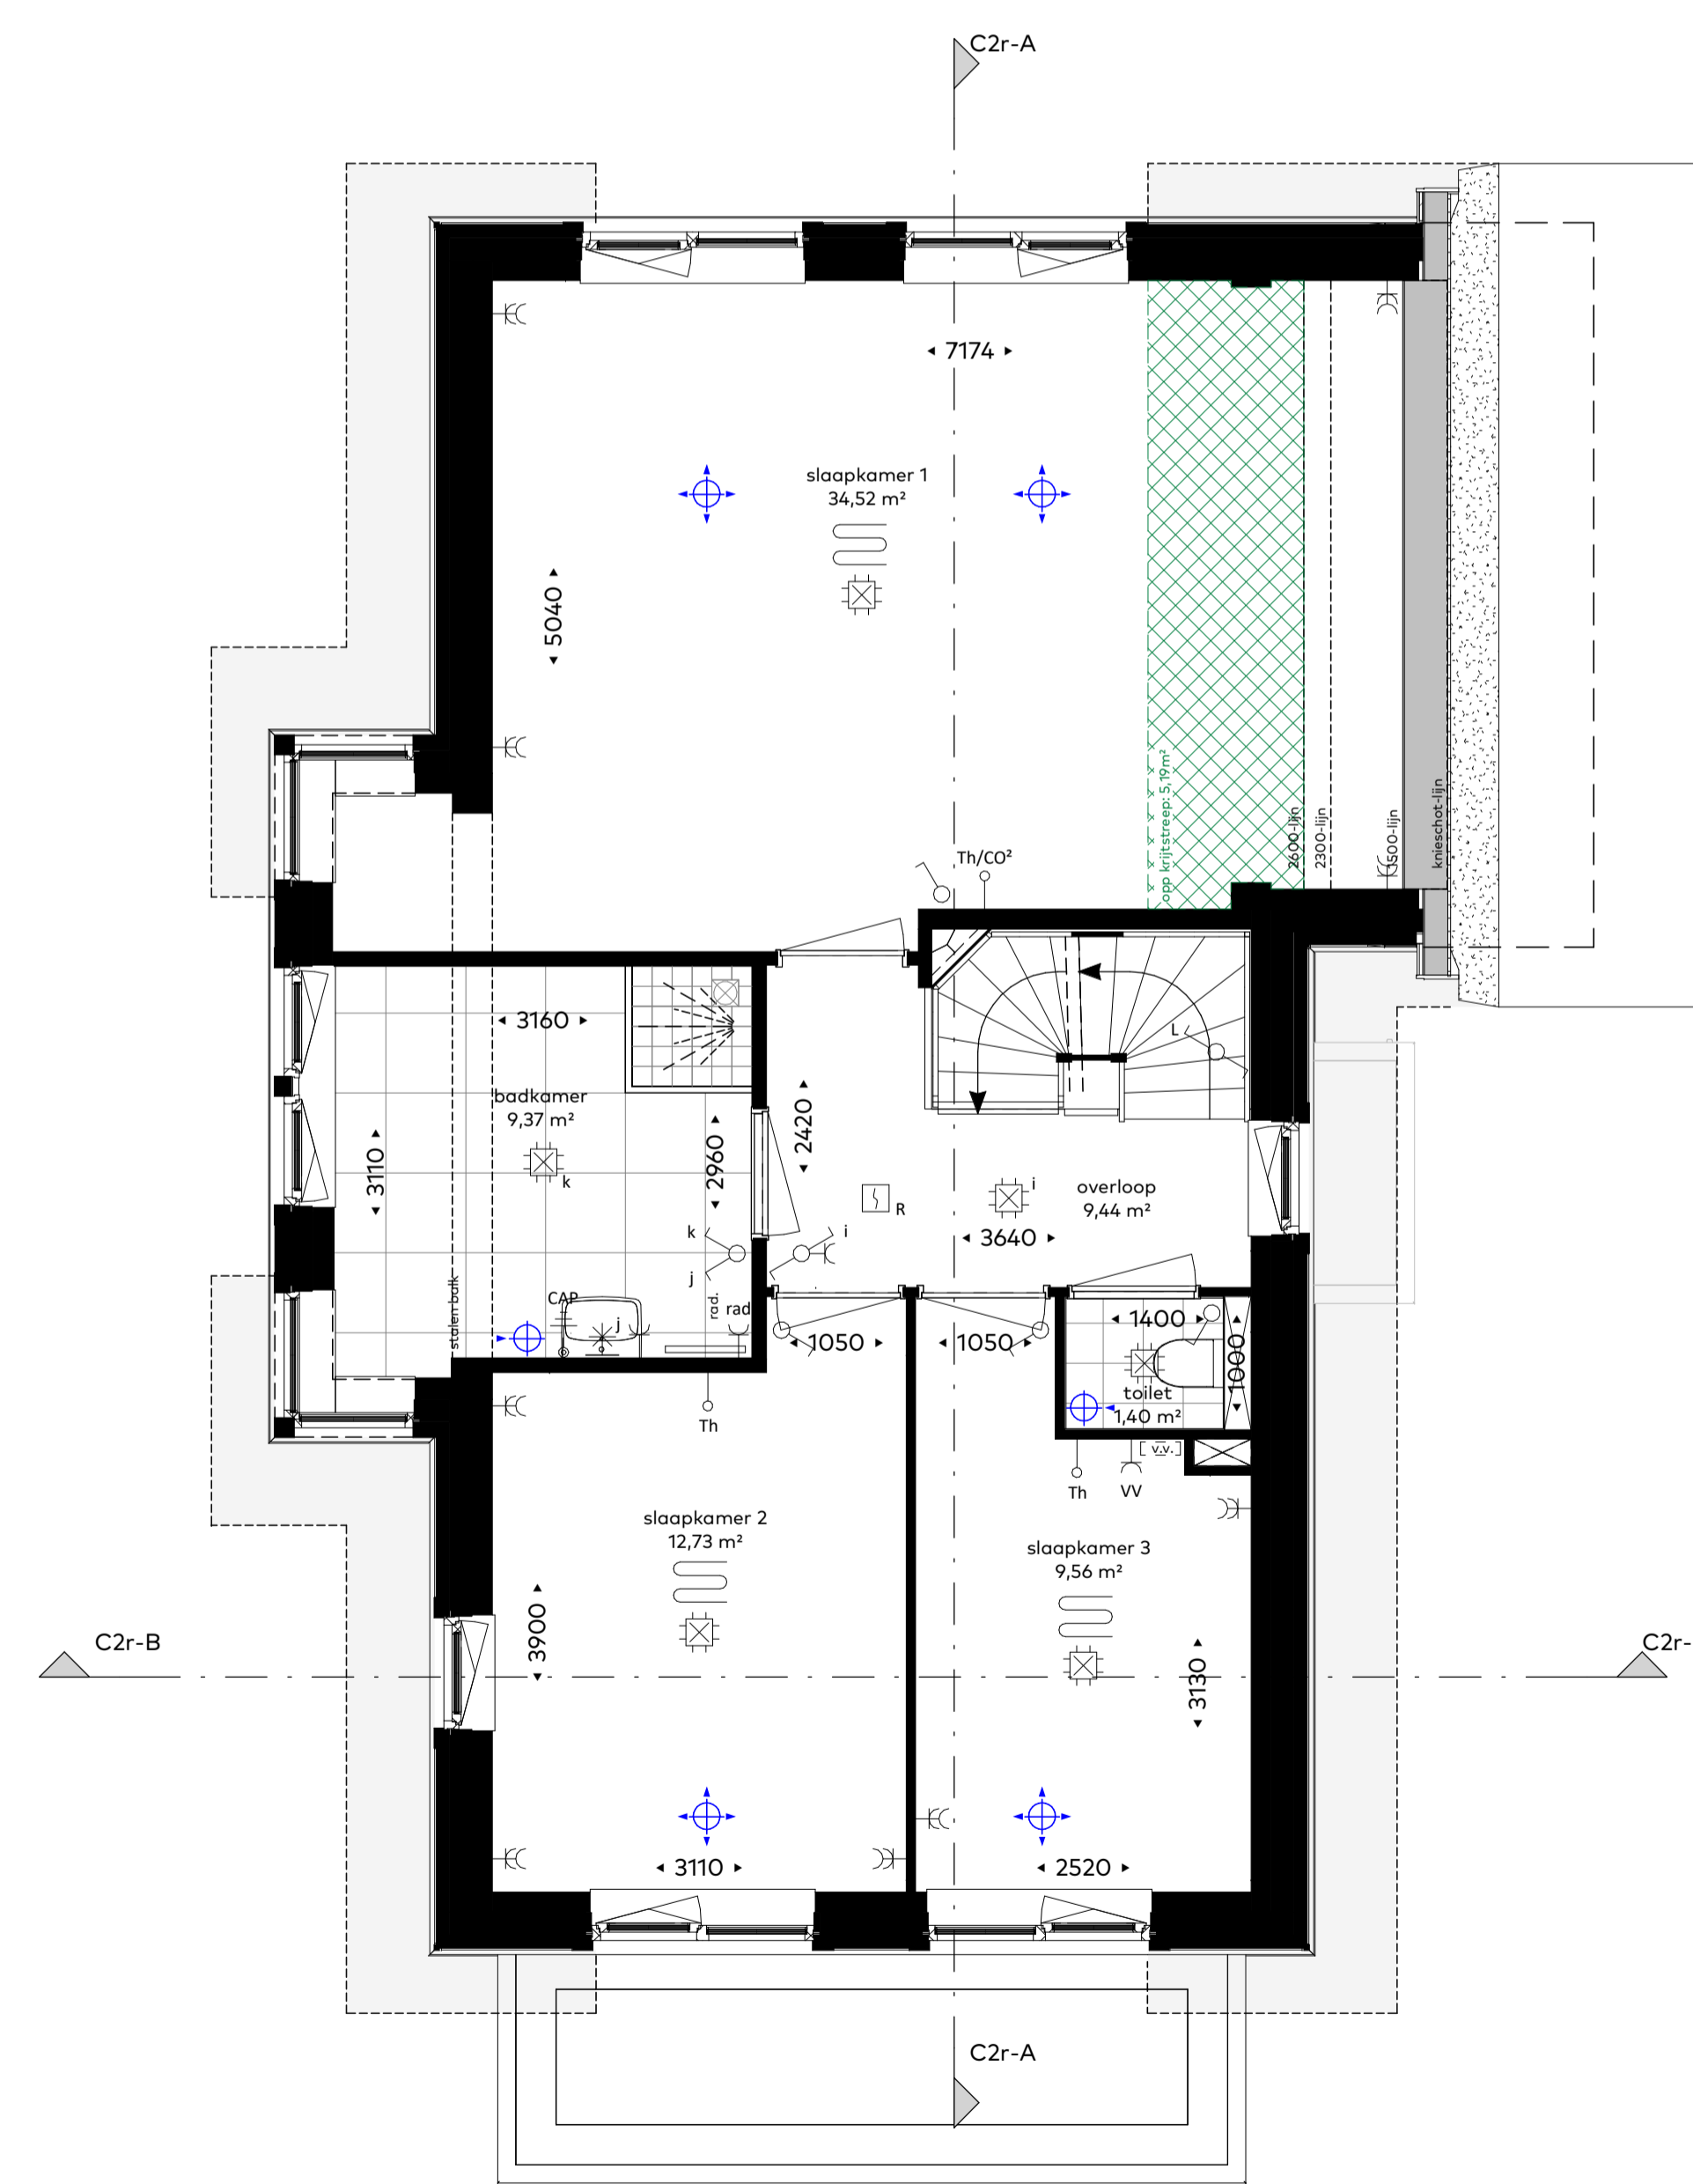 C2r-A
7174
slaapkamer 1
34,52 m²
5040
opp krijtstreep: 5,19m²
2600-lijn
2300-lijn
1500-lijn
knieschot-lijn
Th/CO²
3160
L
badkamer
9,37 m²
k
3110
2960
2420
R
i
overloop
9,44 m²
3640
k
j
i
stalen balk
CAP
j
rad.
rad
1050
1050
1400
1000
toilet
1,40 m²
Th
[ v.v. ]
Th
VV
slaapkamer 2
12,73 m²
slaapkamer 3
9,56 m²
3900
3130
C2r-B
C2r-
3110
2520
C2r-A